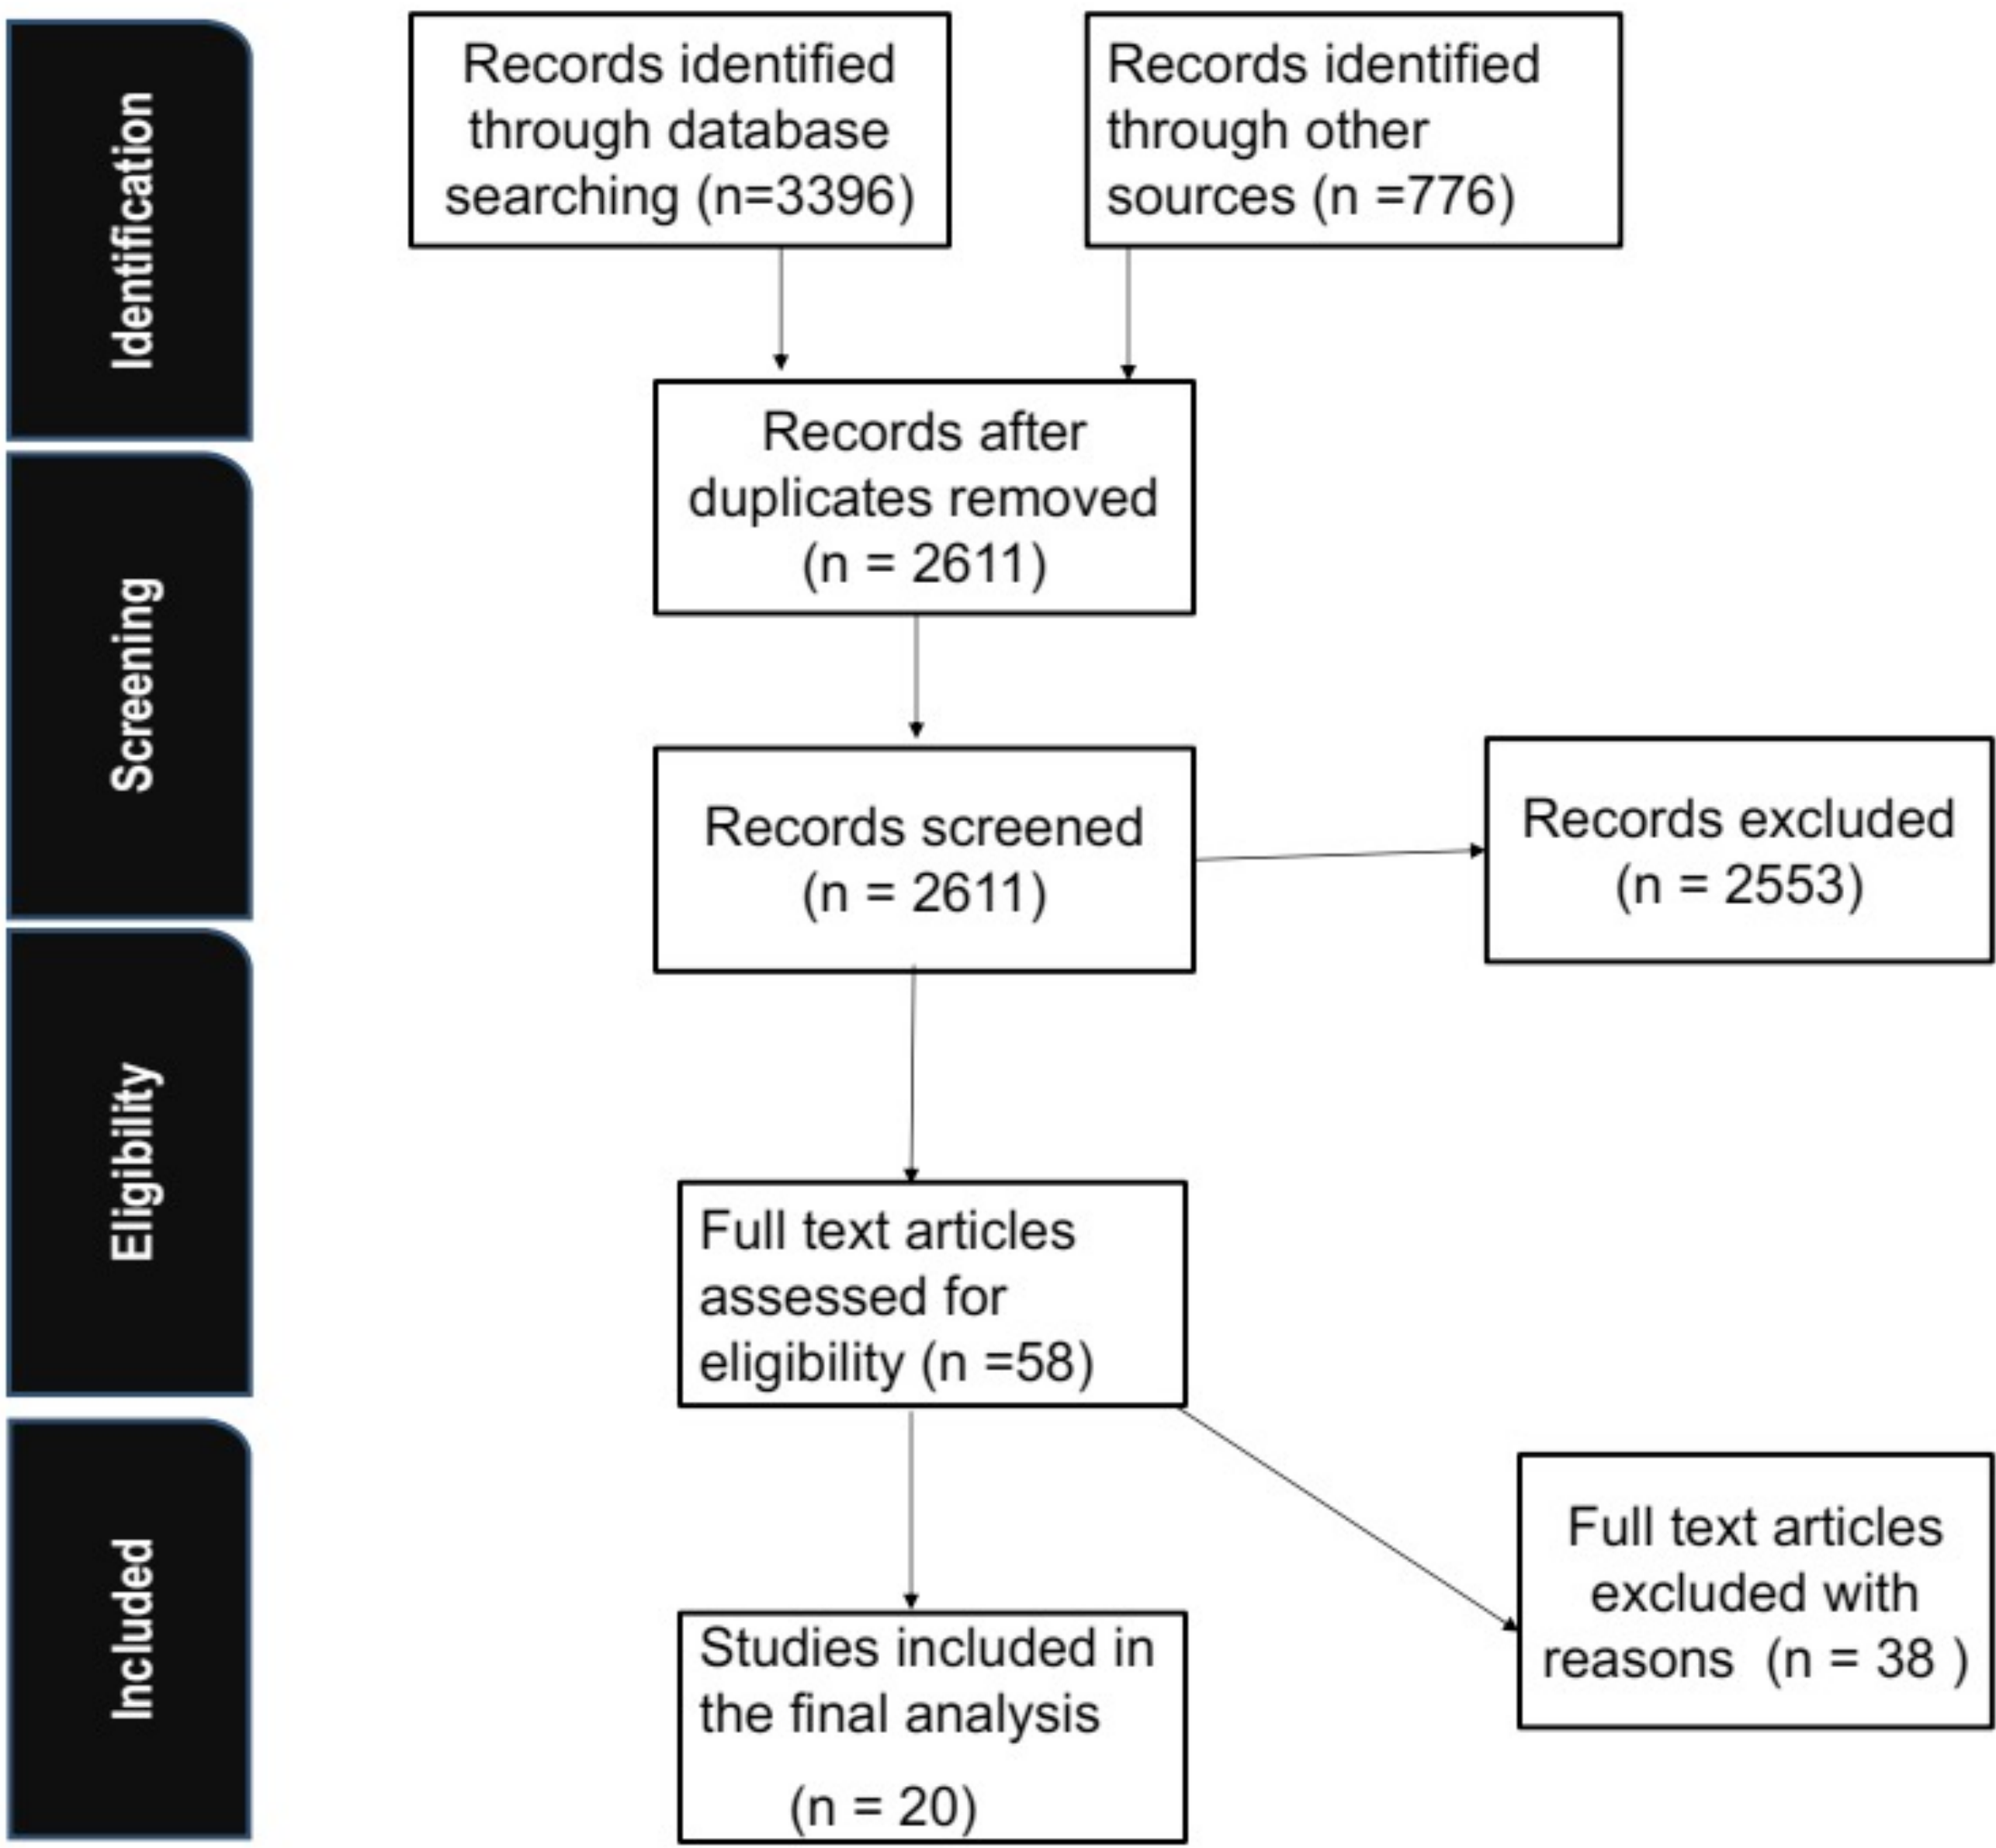 Identification
Records identified
through database
searching (n=3396)
Records identified
through other
sources (n =776)
Records after
duplicates removed
(n = 2611)
Screening
Records screened
(n = 2611)
Records excluded
(n = 2553)
Eligibility
Full text articles
assessed for
eligibility (n =58)
Full text articles
excluded with
reasons  (n = 38 )
Included
Studies included in
the final analysis
(n = 20)